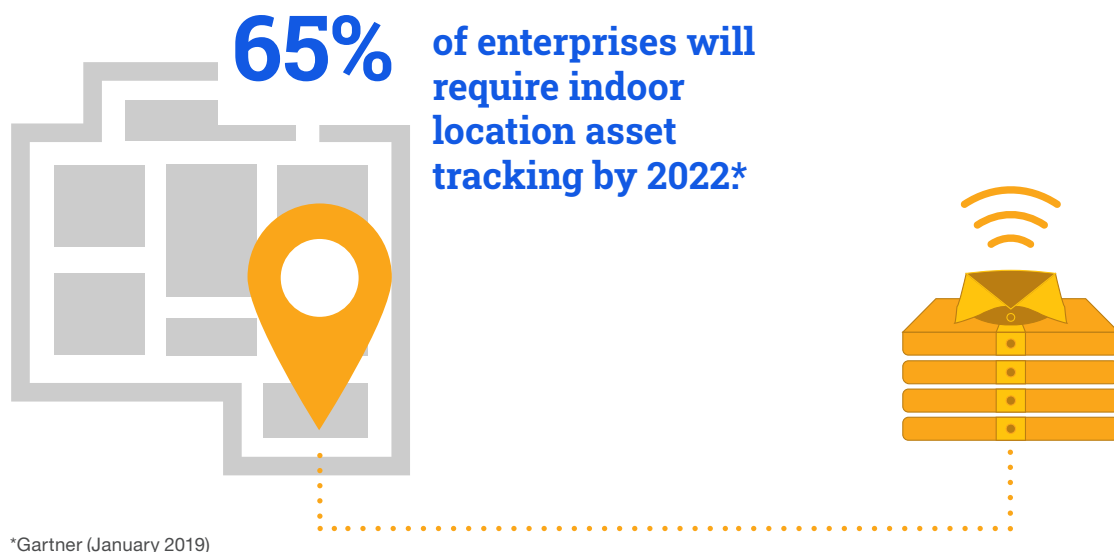 65%
of enterprises will
require indoor
location asset
tracking by 2022.*
*Gartner (January 2019)